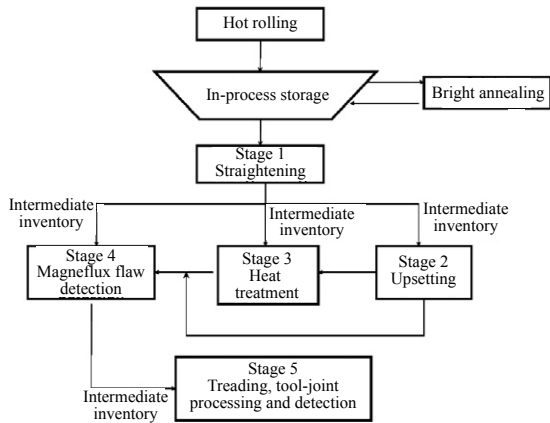 Hot rolling
In-process storage
Bright annealing
Stage 1
Straightening
Intermediate
inventory
Intermediate
inventory
Intermediate
inventory
Stage 4
Magneflux flaw
detection
Stage 3
Heat
treatment
Stage 2
Upsetting
Stage 5
Treading, tool-joint
processing and detection
Intermediate
inventory